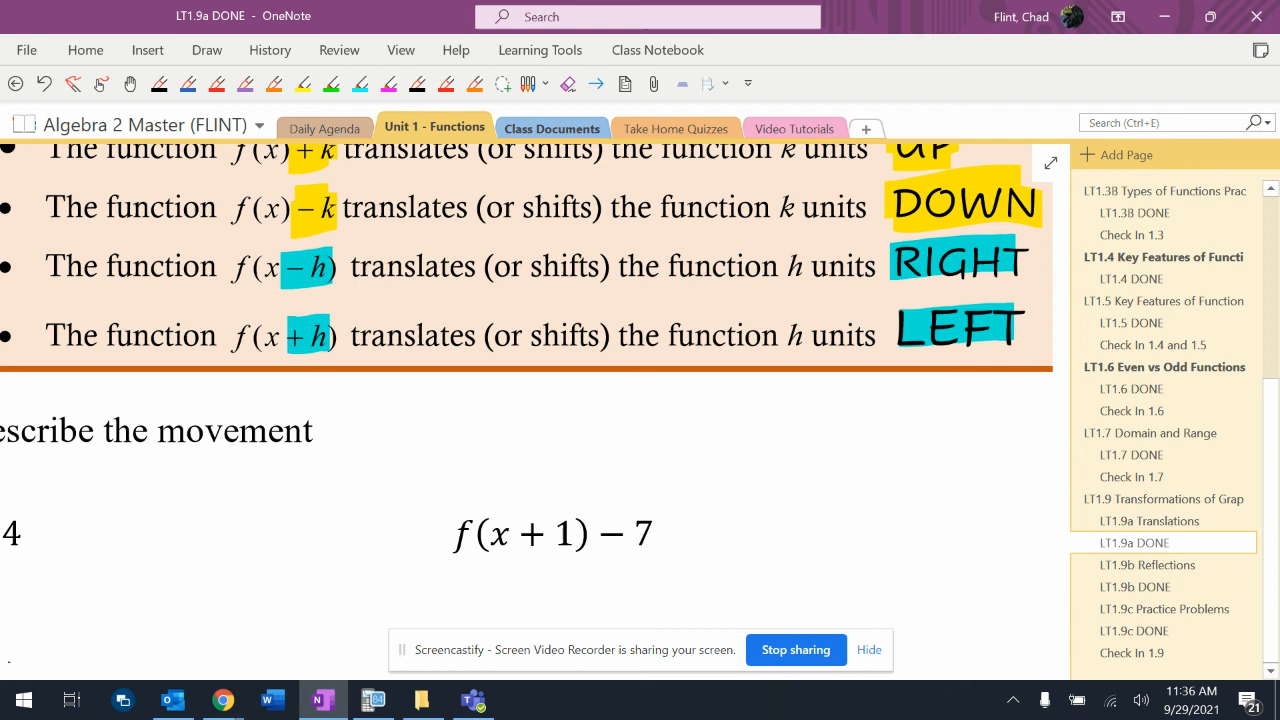 LT1.9a DONE - OneNote
Search
Flint, Chad
File Home Insert Draw History Review View Help Learning Tools Class Notebook
Algebra 2 Master (FLINT)
Daily Agenda
Unit 1 - Functions
Class Documents
Take Home Quizzes
Video Tutorials
Search (Ctrl+E)
The function f(x) + k translates (or shifts) the function k units UP
The function f(x) − k translates (or shifts) the function k units DOWN
The function f(x − h) translates (or shifts) the function h units RIGHT
The function f(x + h) translates (or shifts) the function h units LEFT
escribe the movement
4
f(x + 1) − 7
Add Page
LT1.3B Types of Functions Prac
LT1.3B DONE
Check In 1.3
LT1.4 Key Features of Functi
LT1.4 DONE
LT1.5 Key Features of Function
LT1.5 DONE
Check In 1.4 and 1.5
LT1.6 Even vs Odd Functions
LT1.6 DONE
Check In 1.6
LT1.7 Domain and Range
LT1.7 DONE
Check In 1.7
LT1.9 Transformations of Grap
LT1.9a Translations
LT1.9a DONE
LT1.9b Reflections
LT1.9b DONE
LT1.9c Practice Problems
LT1.9c DONE
Check In 1.9
Screencastify - Screen Video Recorder is sharing your screen.
Stop sharing
Hide
11:36 AM
9/29/2021
21